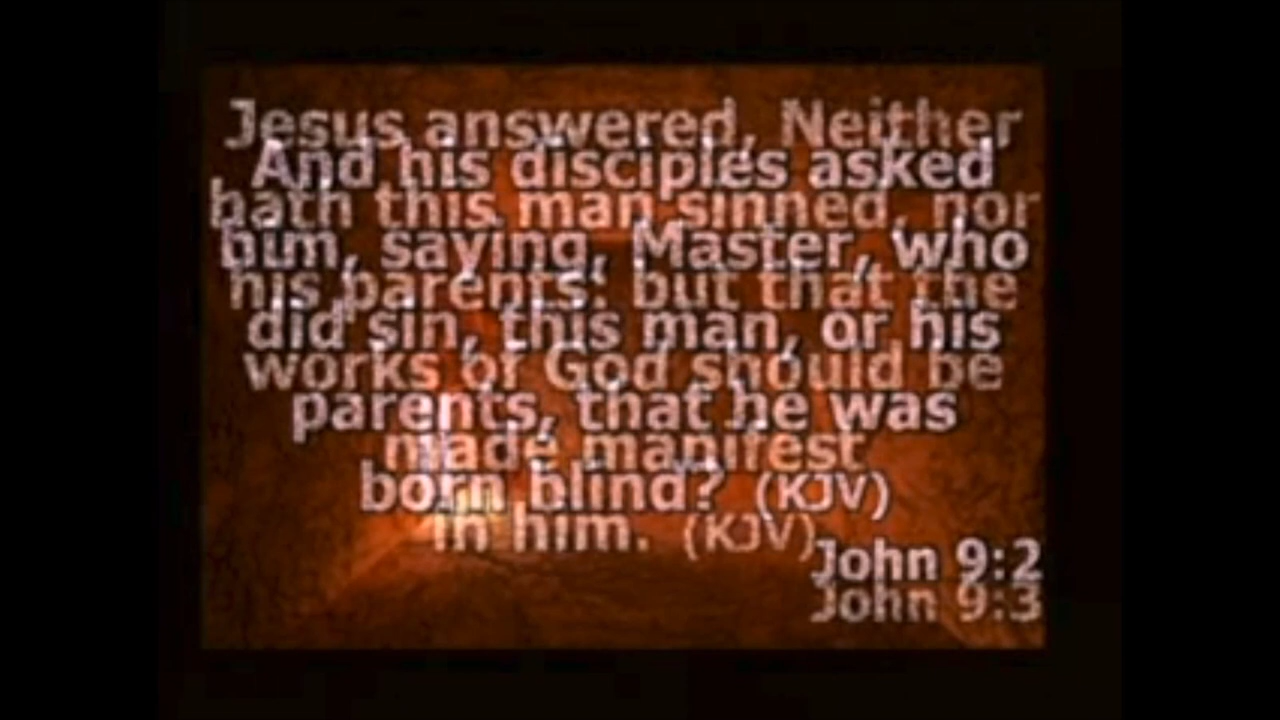 Jesus answered, Neither
And his disciples asked
hath this man sinned, nor
him, saying, Master, who
his parents: but that the
did sin, this man, or his
works of God should be
parents, that he was
made manifest
born blind? (KJV)
in him. (KJV)
John 9:2
John 9:3